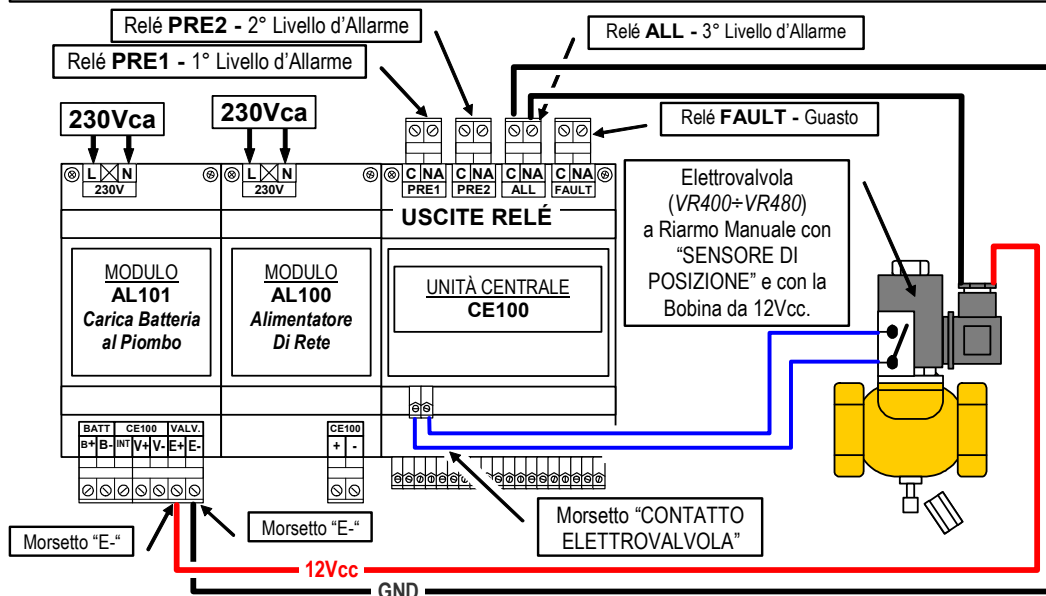 Relé PRE2 - 2° Livello d'Allarme
Relé ALL - 3° Livello d'Allarme
Relé PRE1 - 1° Livello d'Allarme
230Vca
230Vca
Relé FAULT - Guasto
L N
230V
L N
230V
C NA
PRE1
C NA
PRE2
C NA
ALL
C NA
FAULT
USCITE RELÉ
Elettrovalvola
(VR400÷VR480)
a Riarmo Manuale con
“SENSORE DI
POSIZIONE” e con la
Bobina da 12Vcc.
MODULO
AL101
Carica Batteria
al Piombo
MODULO
AL100
Alimentatore
Di Rete
UNITÀ CENTRALE
CE100
BATT CE100 VALV.
B+ B- INT V+ V- E+ E-
CE100
+ -
Morsetto “E-“
Morsetto “E-“
Morsetto “CONTATTO
ELETTROVALVOLA”
12Vcc
GND